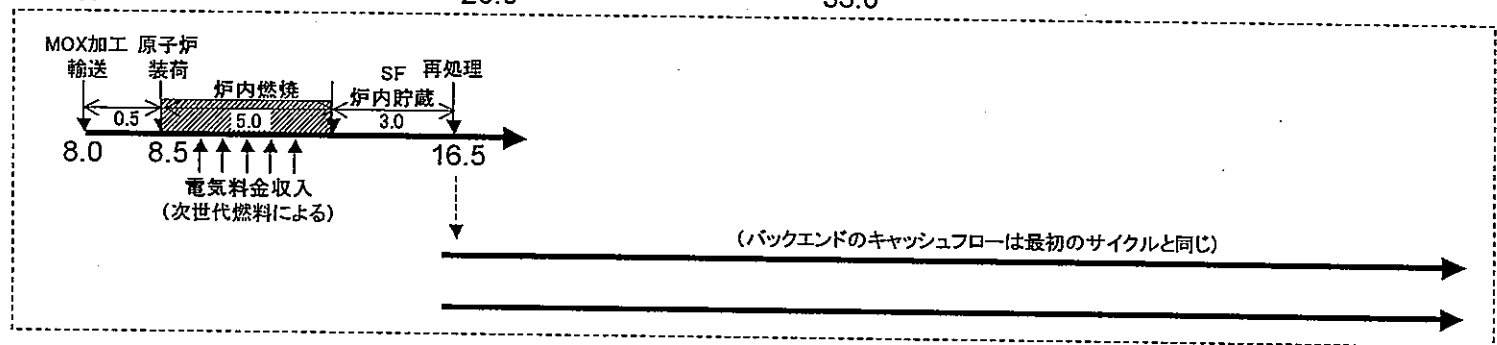 MOX加工 原子炉
輸送 装荷
炉内燃焼
SF 再処理
炉内貯蔵
0.5 5.0 3.0
8.0 8.5 16.5
電気料金収入
(次世代燃料による)
(バックエンドのキャッシュフローは最初のサイクルと同じ)